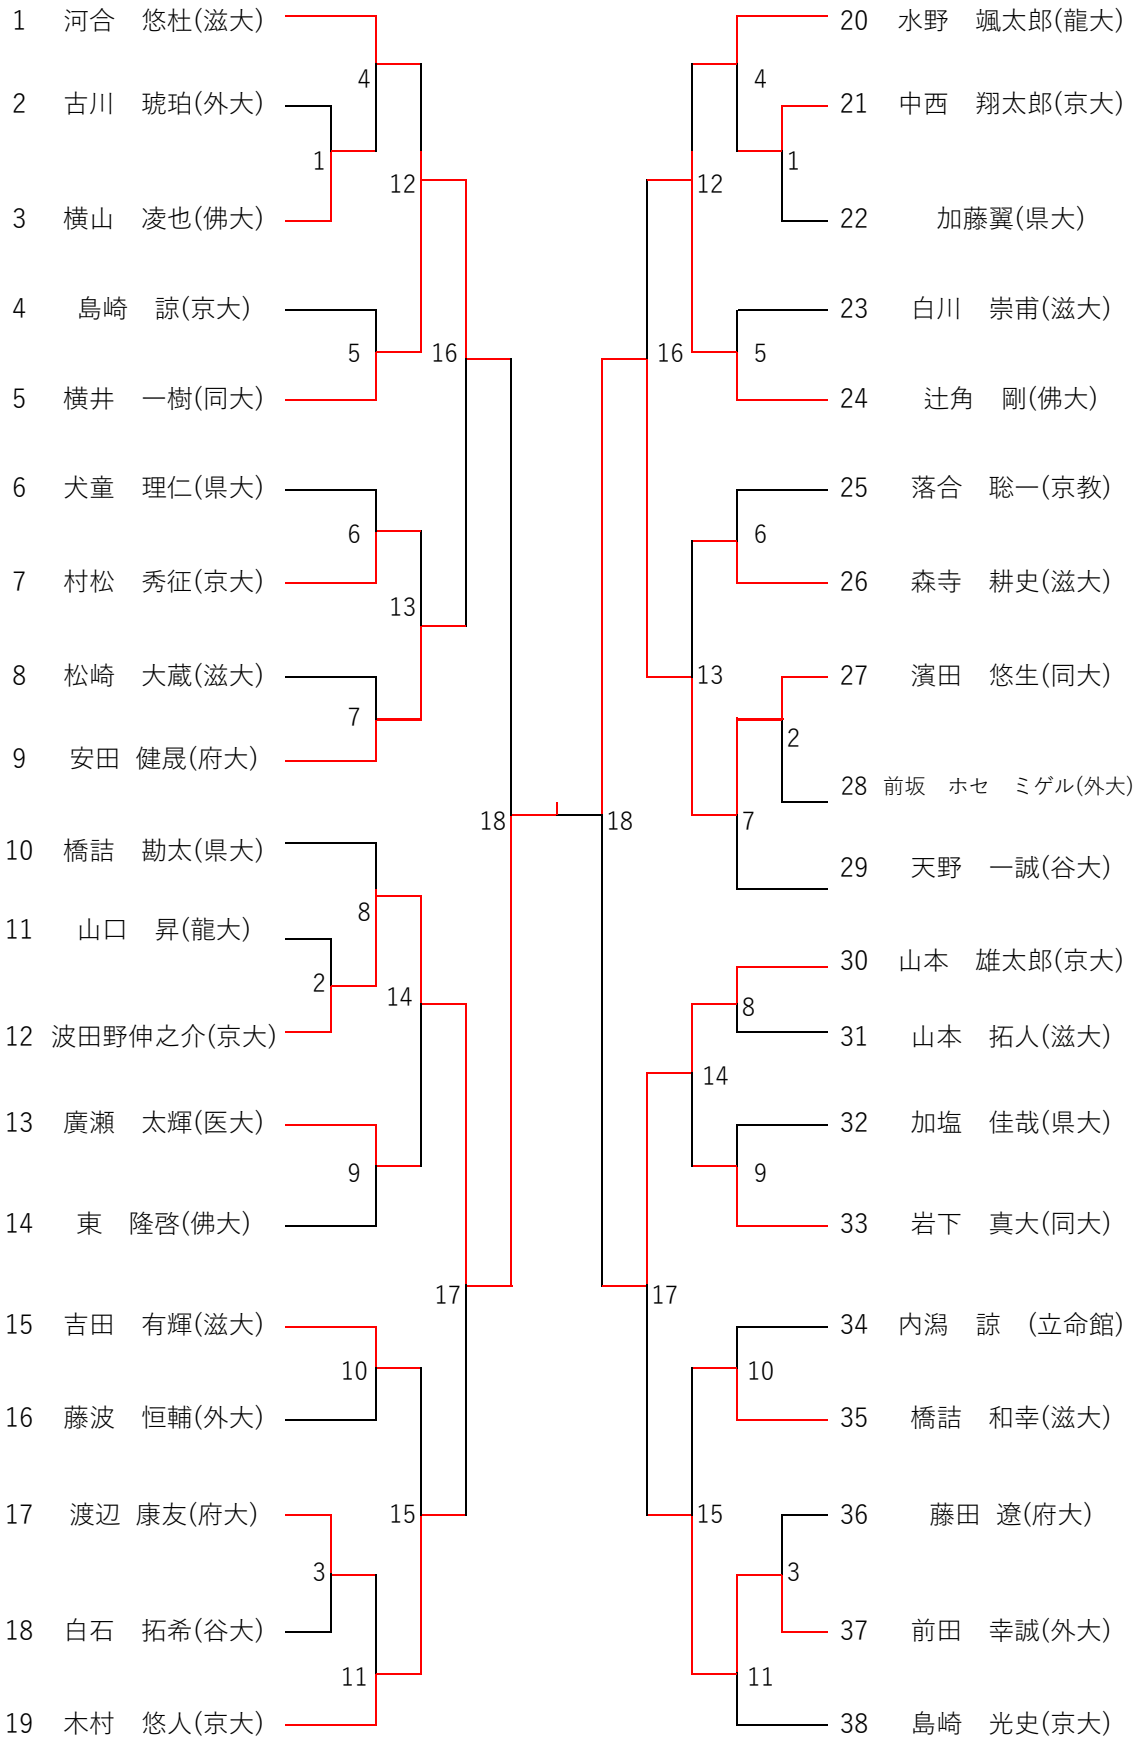 1 河合　悠杜(滋大)
4
2 古川　琥珀(外大)
1
12
3 横山　凌也(佛大)
4 島崎　諒(京大)
5
16
5 横井　一樹(同大)
6 犬童　理仁(県大)
6
7 村松　秀征(京大)
13
8 松崎　大蔵(滋大)
7
9 安田 健晟(府大)
18
10 橋詰　勘太(県大)
8
11 山口　昇(龍大)
2
14
12 波田野伸之介(京大)
13 廣瀬　太輝(医大)
9
14 東　隆啓(佛大)
17
15 吉田　有輝(滋大)
10
16 藤波　恒輔(外大)
17 渡辺 康友(府大)
15
3
18 白石　拓希(谷大)
11
19 木村　悠人(京大)
20 水野　颯太郎(龍大)
4
21 中西　翔太郎(京大)
1
12
22 加藤翼(県大)
23 白川　崇甫(滋大)
16
5
24 辻角　剛(佛大)
25 落合　聡一(京教)
6
26 森寺　耕史(滋大)
13
27 濱田　悠生(同大)
2
28 前坂　ホセ　ミゲル(外大)
18
7
29 天野　一誠(谷大)
30 山本　雄太郎(京大)
8
31 山本　拓人(滋大)
14
32 加塩　佳哉(県大)
9
33 岩下　真大(同大)
17
34 内潟　諒　(立命館)
10
35 橋詰　和幸(滋大)
15
36 藤田 遼(府大)
3
37 前田　幸誠(外大)
11
38 島崎　光史(京大)